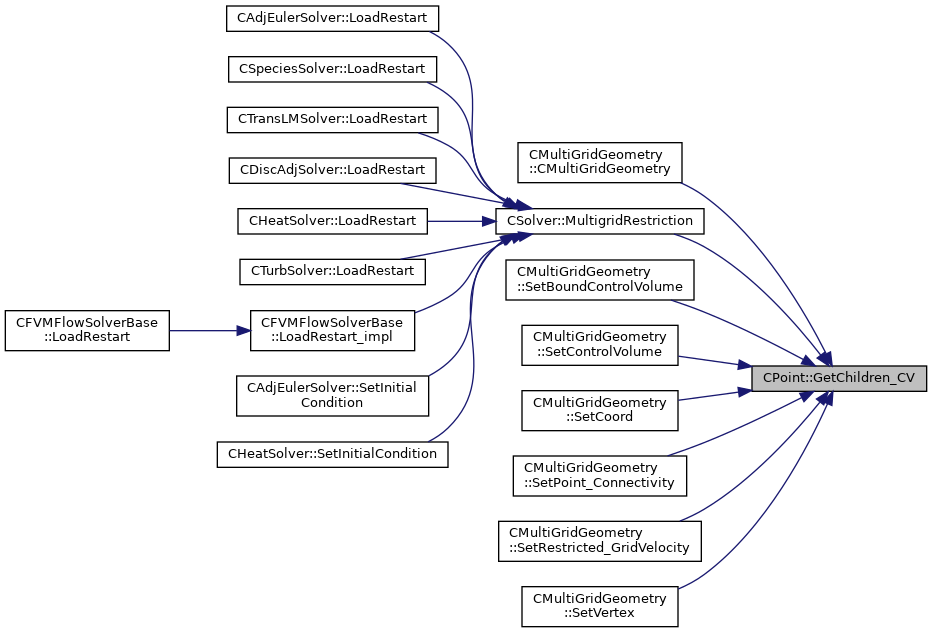 CAdjEulerSolver::LoadRestart
CSpeciesSolver::LoadRestart
CTransLMSolver::LoadRestart
CDiscAdjSolver::LoadRestart
CHeatSolver::LoadRestart
CTurbSolver::LoadRestart
CFVMFlowSolverBase
::LoadRestart
CFVMFlowSolverBase
::LoadRestart_impl
CAdjEulerSolver::SetInitial
Condition
CHeatSolver::SetInitialCondition
CMultiGridGeometry
::CMultiGridGeometry
CSolver::MultigridRestriction
CMultiGridGeometry
::SetBoundControlVolume
CMultiGridGeometry
::SetControlVolume
CMultiGridGeometry
::SetCoord
CMultiGridGeometry
::SetPoint_Connectivity
CMultiGridGeometry
::SetRestricted_GridVelocity
CMultiGridGeometry
::SetVertex
CPoint::GetChildren_CV